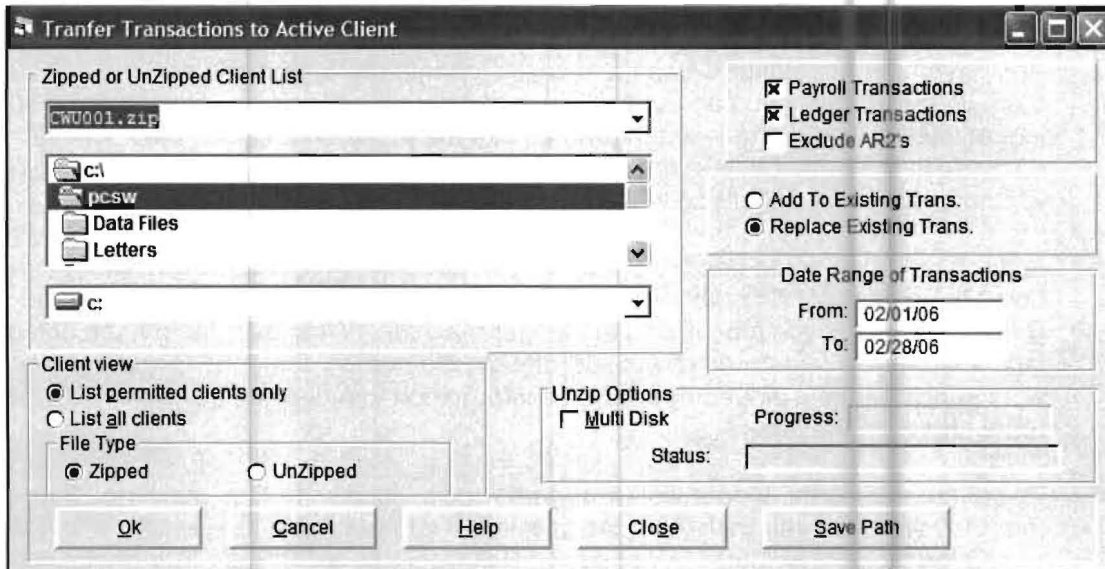 Tranfer Transactions to Active Client
Zipped or UnZipped Client List
CWU001.zip
c:\
pcsw
Data Files
Letters
c:
Payroll Transactions
Ledger Transactions
Exclude AR2's
Add To Existing Trans.
Replace Existing Trans.
Date Range of Transactions
From: 02/01/06
To: 02/28/06
Client view
List permitted clients only
List all clients
File Type
Zipped UnZipped
Unzip Options
Multi Disk Progress:
Status:
Ok Cancel Help Close Save Path